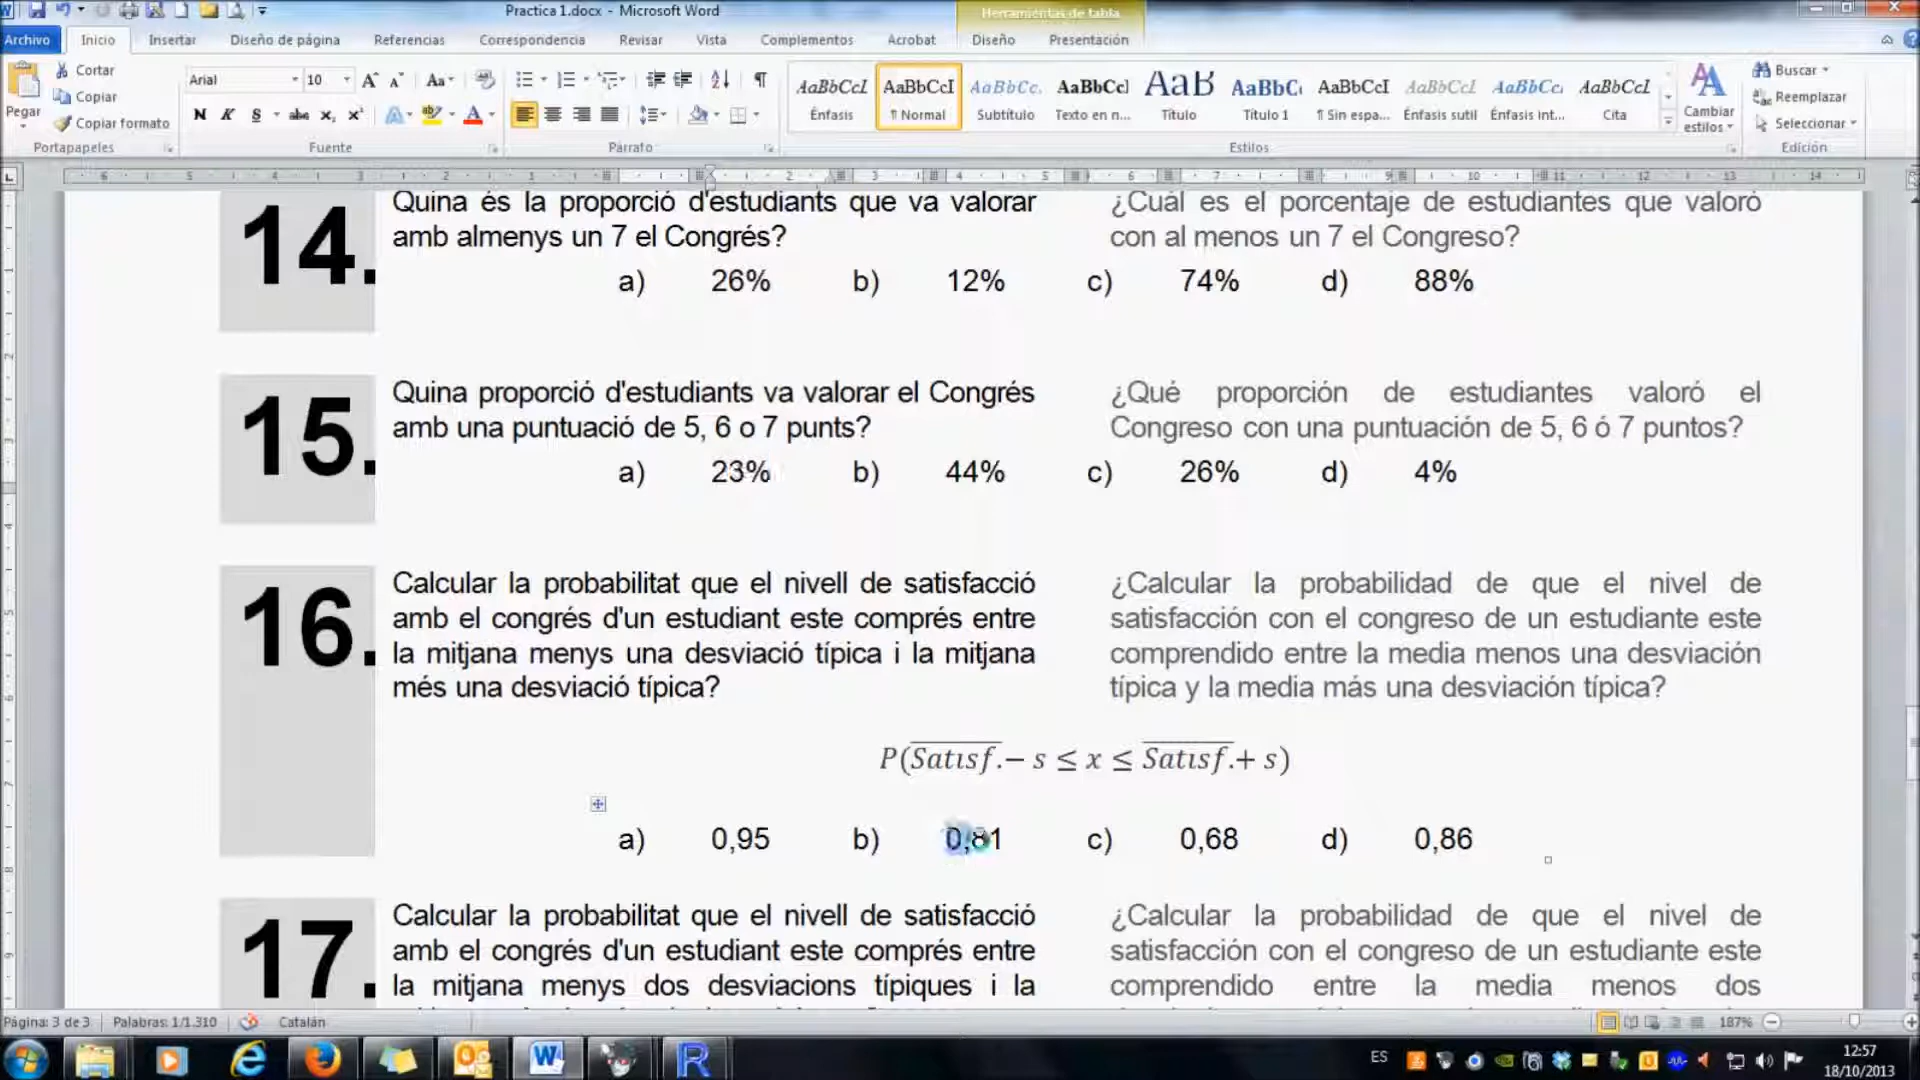 Practica 1.docx - Microsoft Word
Herramientas de tabla
Archivo Inicio Insertar Diseño de página Referencias Correspondencia Revisar Vista Complementos Acrobat Diseño Presentación
Pegar
Cortar
Copiar
Copiar formato
Portapapeles
Arial 10
Fuente
Párrafo
AaBbCcI AaBbCcI AaBbCc. AaBbCcI AaB AaBbC AaBbCcI AaBbCcI AaBbCc AaBbCcI
Énfasis ¶ Normal Subtítulo Texto en n... Título Título 1 ¶ Sin espa... Énfasis sutil Énfasis int... Cita
Cambiar estilos
Estilos
Buscar
Reemplazar
Seleccionar
Edición
14.
Quina és la proporció d'estudiants que va valorar
amb almenys un 7 el Congrés?
¿Cuál es el porcentaje de estudiantes que valoró
con al menos un 7 el Congreso?
a) 26% b) 12% c) 74% d) 88%
15.
Quina proporció d'estudiants va valorar el Congrés
amb una puntuació de 5, 6 o 7 punts?
¿Qué proporción de estudiantes valoró el
Congreso con una puntuación de 5, 6 ó 7 puntos?
a) 23% b) 44% c) 26% d) 4%
16.
Calcular la probabilitat que el nivell de satisfacció
amb el congrés d'un estudiant este comprés entre
la mitjana menys una desviació típica i la mitjana
més una desviació típica?
¿Calcular la probabilidad de que el nivel de
satisfacción con el congreso de un estudiante este
comprendido entre la media menos una desviación
típica y la media más una desviación típica?
P(Satısf.− s ≤ x ≤ Satısf.+ s)
a) 0,95 b) 0,81 c) 0,68 d) 0,86
17.
Calcular la probabilitat que el nivell de satisfacció
amb el congrés d'un estudiant este comprés entre
la mitjana menys dos desviacions típiques i la
¿Calcular la probabilidad de que el nivel de
satisfacción con el congreso de un estudiante este
comprendido entre la media menos dos
Página: 3 de 3 Palabras: 1/1.310 Catalán 187%
ES
12:57
18/10/2013